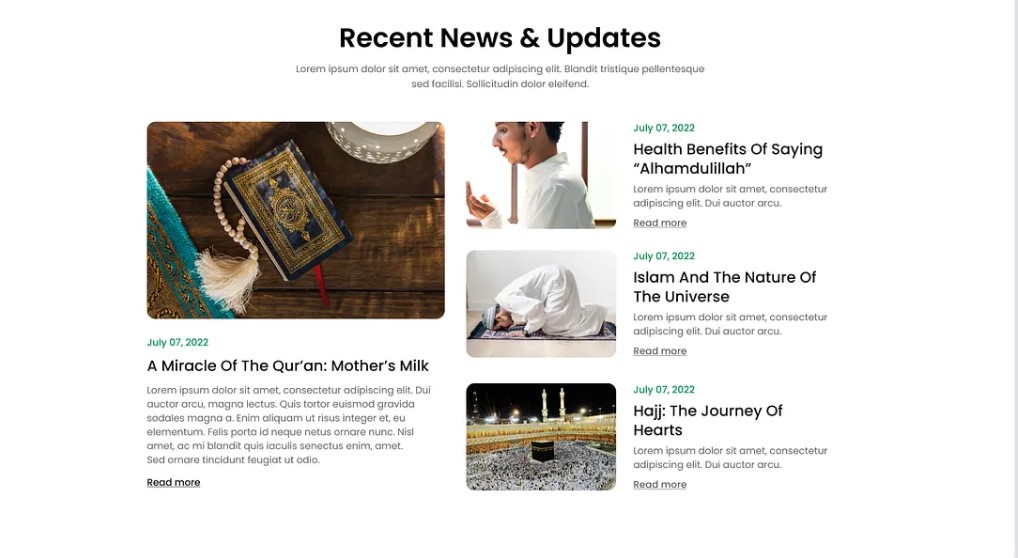 Recent News & Updates
Lorem ipsum dolor sit amet, consectetur adipiscing elit. Blandit tristique pellentesque
sed facilisi. Sollicitudin dolor eleifend.
July 07, 2022
A Miracle Of The Qur’an: Mother’s Milk
Lorem ipsum dolor sit amet, consectetur adipiscing elit. Dui
auctor arcu, magna lectus. Quis tortor euismod gravida
sodales magna a. Enim aliquam ut risus integer et, eu
elementum. Felis porta id neque netus ornare nunc. Nisl
amet, ac mi blandit quis iaculis senectus enim, amet.
Sed ornare tincidunt feugiat ut odio.
Read more
July 07, 2022
Health Benefits Of Saying
“Alhamdulillah“
Lorem ipsum dolor sit amet, consectetur
adipiscing elit. Dui auctor arcu.
Read more
July 07, 2022
Islam And The Nature Of
The Universe
Lorem ipsum dolor sit amet, consectetur
adipiscing elit. Dui auctor arcu.
Read more
July 07, 2022
Hajj: The Journey Of
Hearts
Lorem ipsum dolor sit amet, consectetur
adipiscing elit. Dui auctor arcu.
Read more